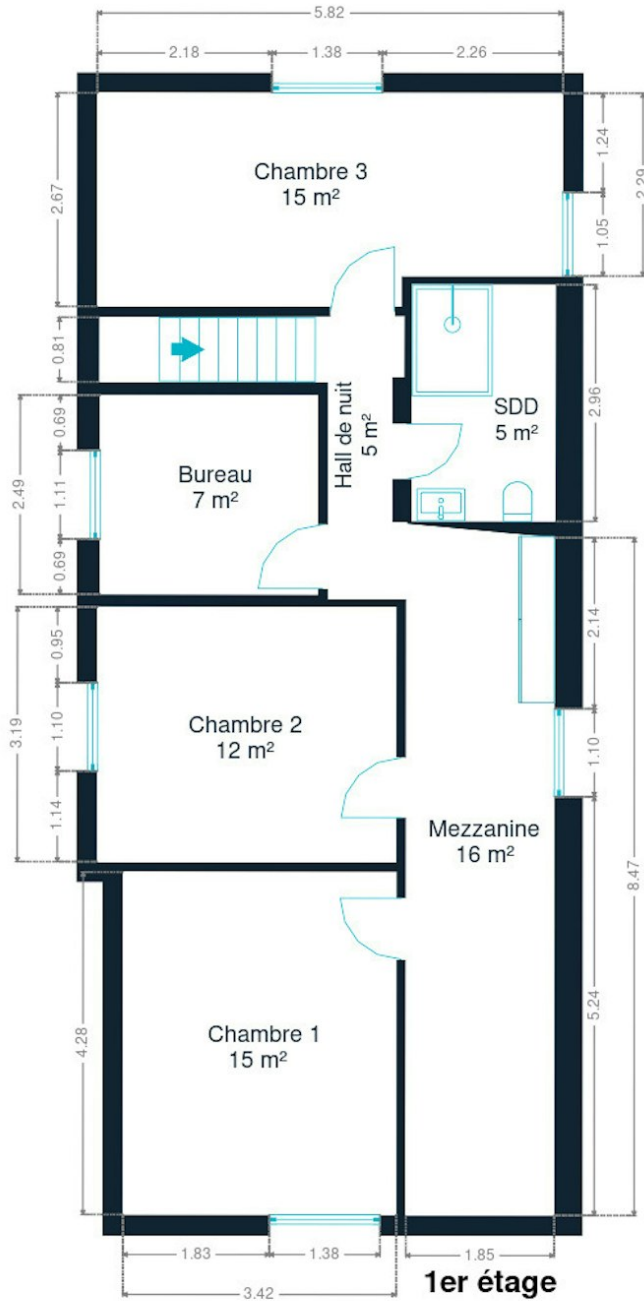 5.82
2.18 1.38 2.26
Chambre 3
15 m²
2.67
1.24
2.29
1.05
0.81
Hall de nuit
5 m²
SDD
5 m²
2.96
0.69
2.49
1.11
0.69
Bureau
7 m²
0.95
3.19
1.10
1.14
Chambre 2
12 m²
2.14
1.10
Mezzanine
16 m²
8.47
5.24
4.28
Chambre 1
15 m²
1.83 1.38 1.85
3.42
1er étage